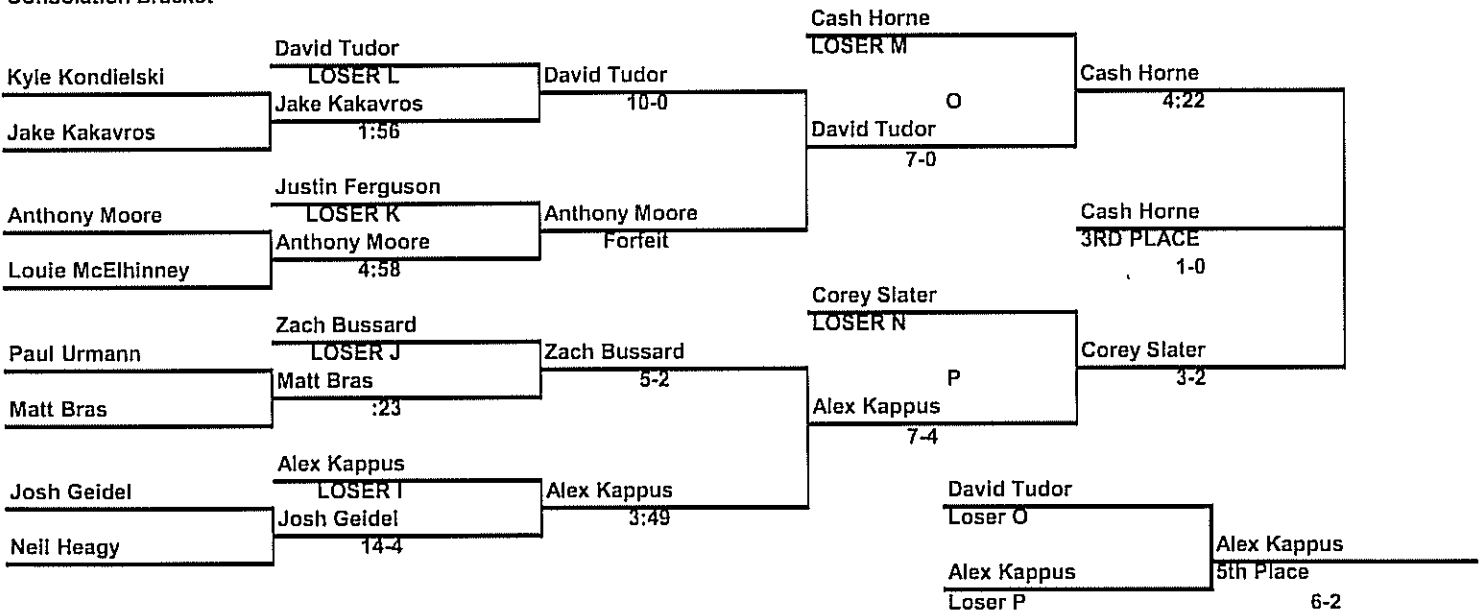 Consolation Bracket
Cash Horne
LOSER M
David Tudor
LOSER L
Kyle Kondielski
David Tudor
10-0
Cash Horne
4:22
Jake Kakavros
1:56
O
Jake Kakavros
David Tudor
7-0
Justin Ferguson
LOSER K
Anthony Moore
Anthony Moore
Forfeit
Cash Horne
3RD PLACE
1-0
Anthony Moore
4:58
Louie McElhinney
Corey Slater
LOSER N
Zach Bussard
LOSER J
Paul Urmann
Zach Bussard
5-2
Corey Slater
3-2
Matt Bras
:23
P
Matt Bras
Alex Kappus
7-4
Alex Kappus
LOSER I
Josh Geidel
Alex Kappus
3:49
David Tudor
Loser O
Josh Geidel
14-4
Neil Heagy
Alex Kappus
5th Place
6-2
Alex Kappus
Loser P